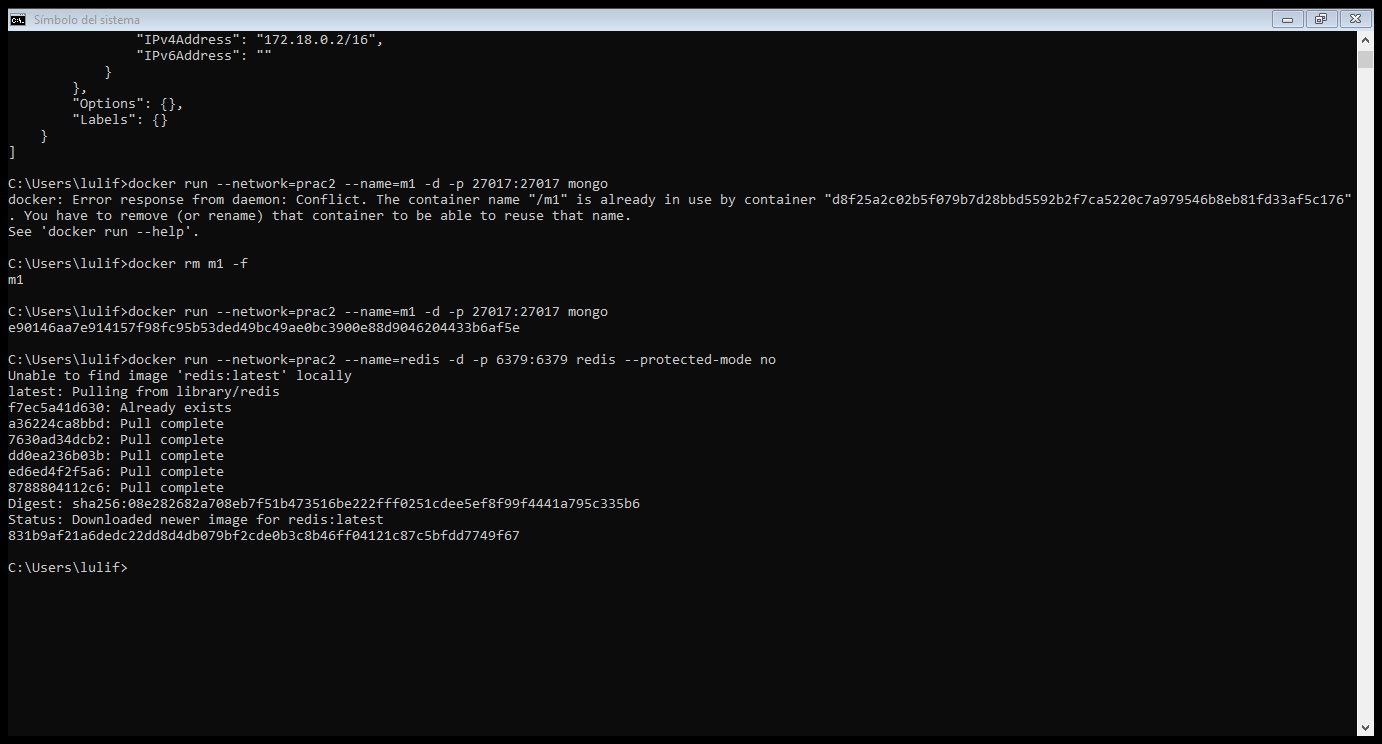 Símbolo del sistema
                "IPv4Address": "172.18.0.2/16",
                "IPv6Address": ""
            }
        },
        "Options": {},
        "Labels": {}
    }
]
C:\Users\lulif>docker run --network=prac2 --name=m1 -d -p 27017:27017 mongo
docker: Error response from daemon: Conflict. The container name "/m1" is already in use by container "d8f25a2c02b5f079b7d28bbd5592b2f7ca5220c7a979546b8eb81fd33af5c176"
. You have to remove (or rename) that container to be able to reuse that name.
See 'docker run --help'.
C:\Users\lulif>docker rm m1 -f
m1
C:\Users\lulif>docker run --network=prac2 --name=m1 -d -p 27017:27017 mongo
e90146aa7e914157f98fc95b53ded49bc49ae0bc3900e88d9046204433b6af5e
C:\Users\lulif>docker run --network=prac2 --name=redis -d -p 6379:6379 redis --protected-mode no
Unable to find image 'redis:latest' locally
latest: Pulling from library/redis
f7ec5a41d630: Already exists
a36224ca8bbd: Pull complete
7630ad34dcb2: Pull complete
dd0ea236b03b: Pull complete
ed6ed4f2f5a6: Pull complete
8788804112c6: Pull complete
Digest: sha256:08e282682a708eb7f51b473516be222fff0251cdee5ef8f99f4441a795c335b6
Status: Downloaded newer image for redis:latest
831b9af21a6dedc22dd8d4db079bf2cde0b3c8b46ff04121c87c5bfdd7749f67
C:\Users\lulif>